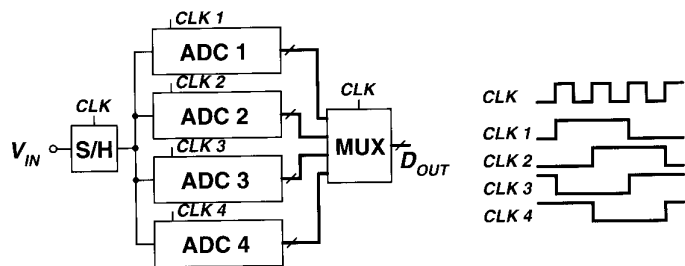 CLK 1
ADC 1
CLK 2
ADC 2
CLK 3
ADC 3
CLK 4
ADC 4
CLK
V_IN
S/H
CLK
MUX
D_OUT
CLK
CLK 1
CLK 2
CLK 3
CLK 4